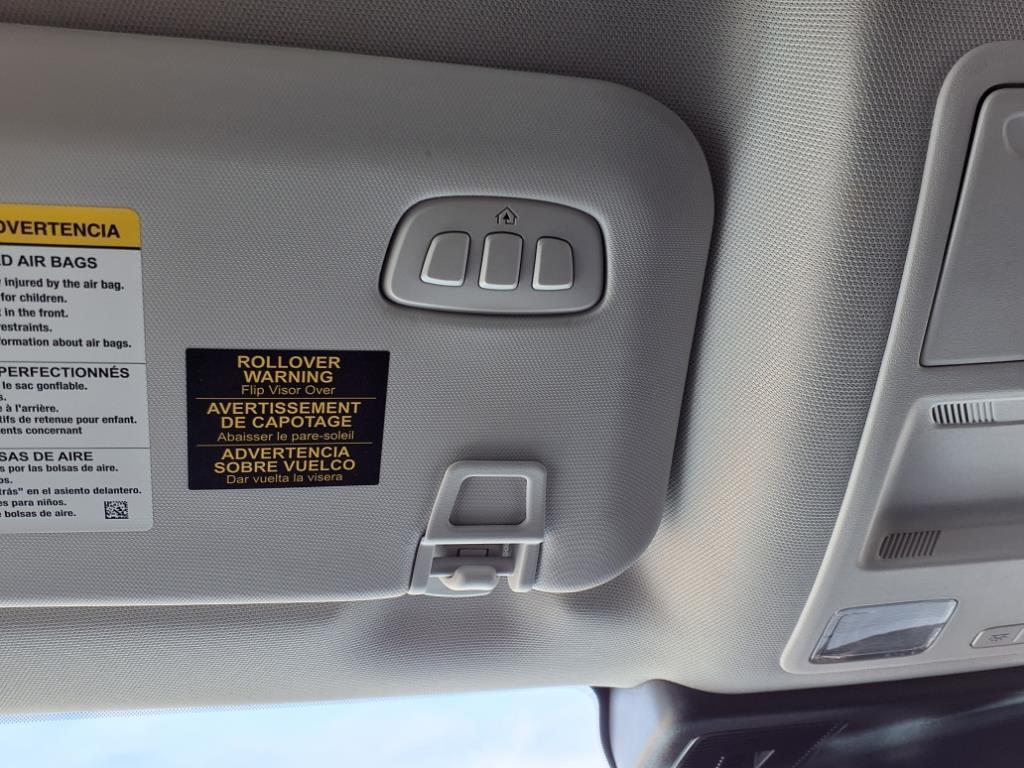 DVERTENCIA
D AIR BAGS
injured by the air bag.
for children.
in the front.
estraints.
formation about air bags.
PERFECTIONNÉS
le sac gonflable.
s.
à l'arrière.
tifs de retenue pour enfant.
ents concernant
SAS DE AIRE
s por las bolsas de aire.
os.
trás" en el asiento delantero.
es para niños.
bolsas de aire.
ROLLOVER
WARNING
Flip Visor Over
AVERTISSEMENT
DE CAPOTAGE
Abaisser le pare-soleil
ADVERTENCIA
SOBRE VUELCO
Dar vuelta la visera